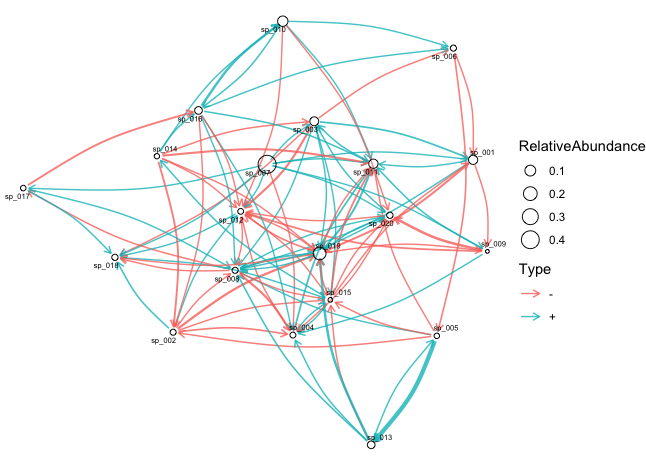 sp_010
sp_006
sp_016
sp_003
sp_014
sp_001
sp_007
sp_011
sp_017
sp_012
sp_020
sp_019
sp_009
sp_018
sp_008
sp_015
sp_002
sp_004
sp_005
sp_013
RelativeAbundance
0.1
0.2
0.3
0.4
Type
-
+